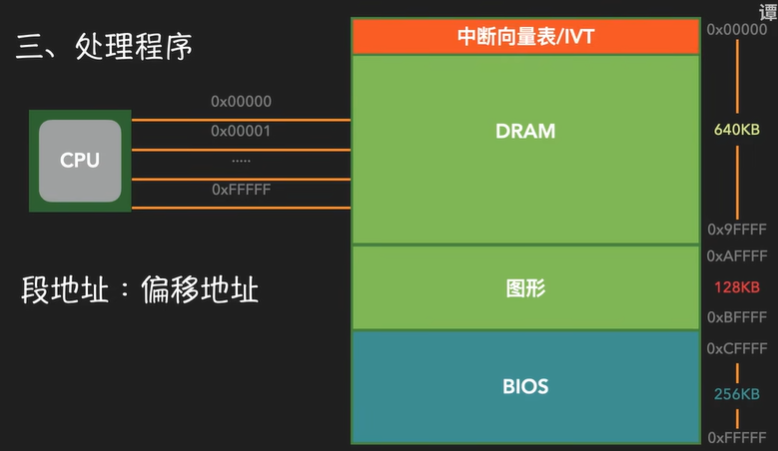 谭
三、处理程序
中断向量表/IVT
0x00000
0x00000
0x00001
.....
0xFFFFF
CPU
DRAM
640KB
0x9FFFF
0xAFFFF
段地址：偏移地址
图形
128KB
0xBFFFF
0xCFFFF
BIOS
256KB
0xFFFFF